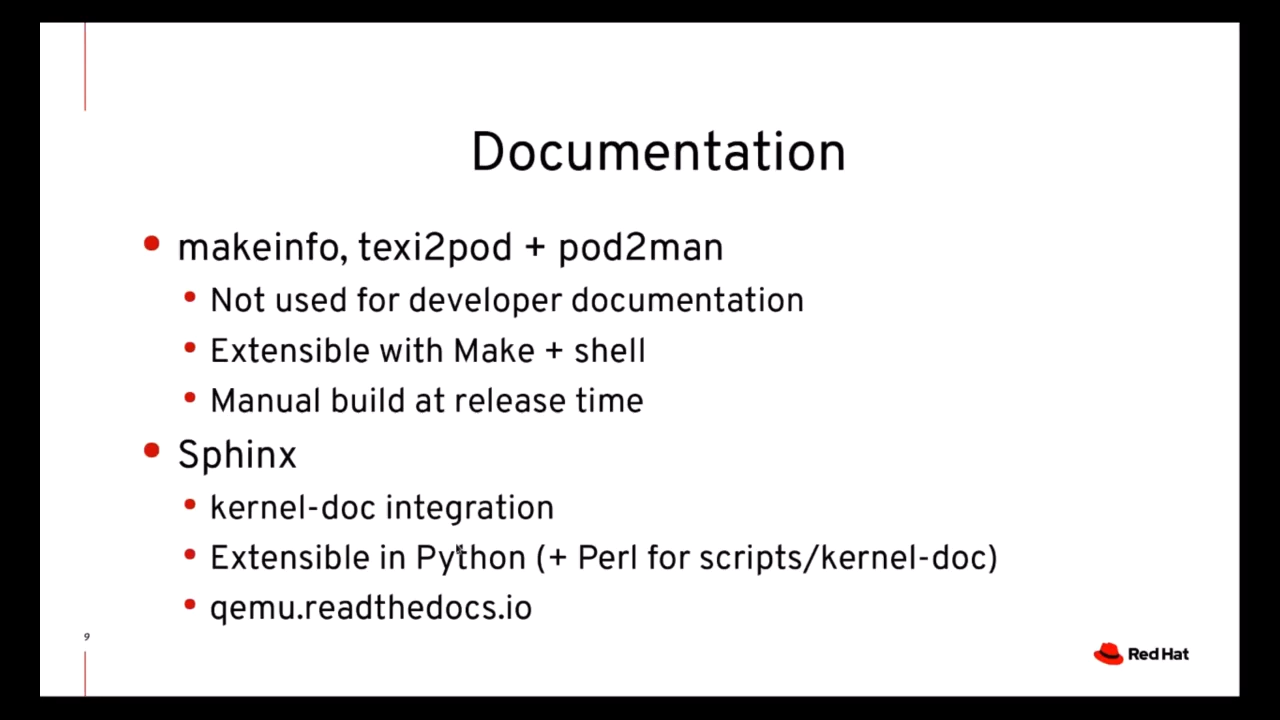 Documentation
makeinfo, texi2pod + pod2man
Not used for developer documentation
Extensible with Make + shell
Manual build at release time
Sphinx
kernel-doc integration
Extensible in Python (+ Perl for scripts/kernel-doc)
qemu.readthedocs.io
9
Red Hat